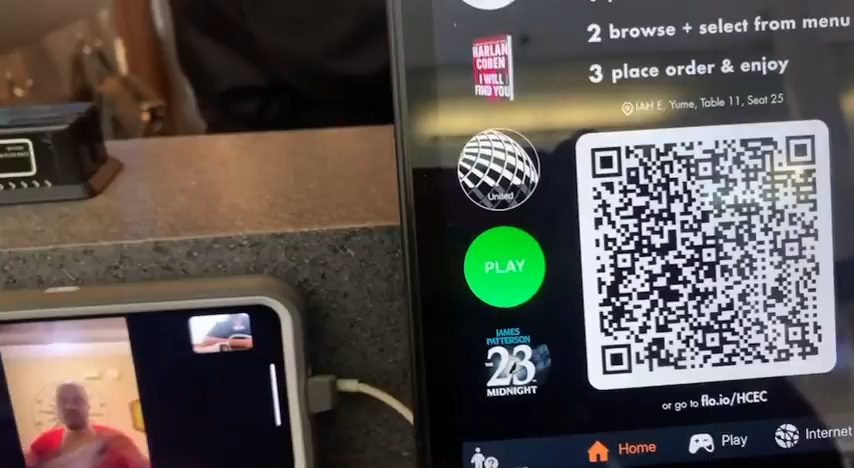 2 browse + select from menu
HARLAN
COBEN
I WILL
FIND YOU
3 place order & enjoy
IAH E. Yume, Table 11, Seat 25
United
PLAY
JAMES
PATTERSON
THE
23
MIDNIGHT
or go to flo.io/HCEC
Home
Play
Internet